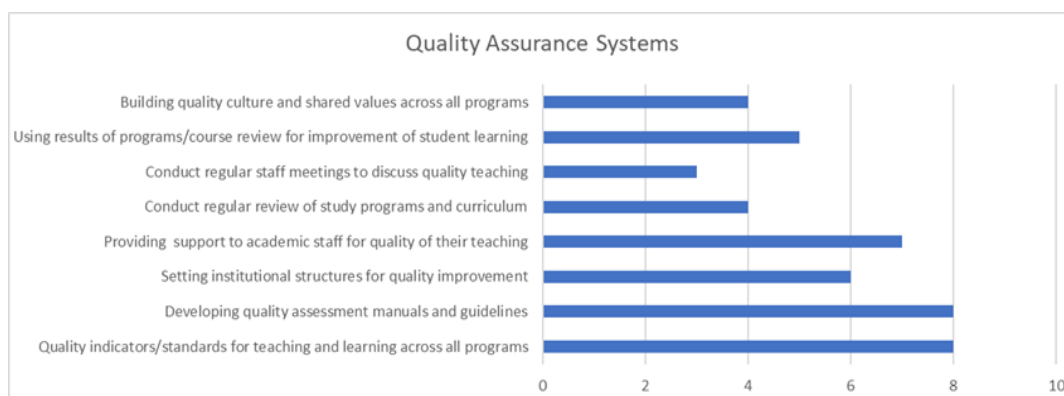 Quality Assurance Systems
Building quality culture and shared values across all programs
Using results of programs/course review for improvement of student learning
Conduct regular staff meetings to discuss quality teaching
Conduct regular review of study programs and curriculum
Providing  support to academic staff for quality of their teaching
Setting institutional structures for quality improvement
Developing quality assessment manuals and guidelines
Quality indicators/standards for teaching and learning across all programs
0 2 4 6 8 10